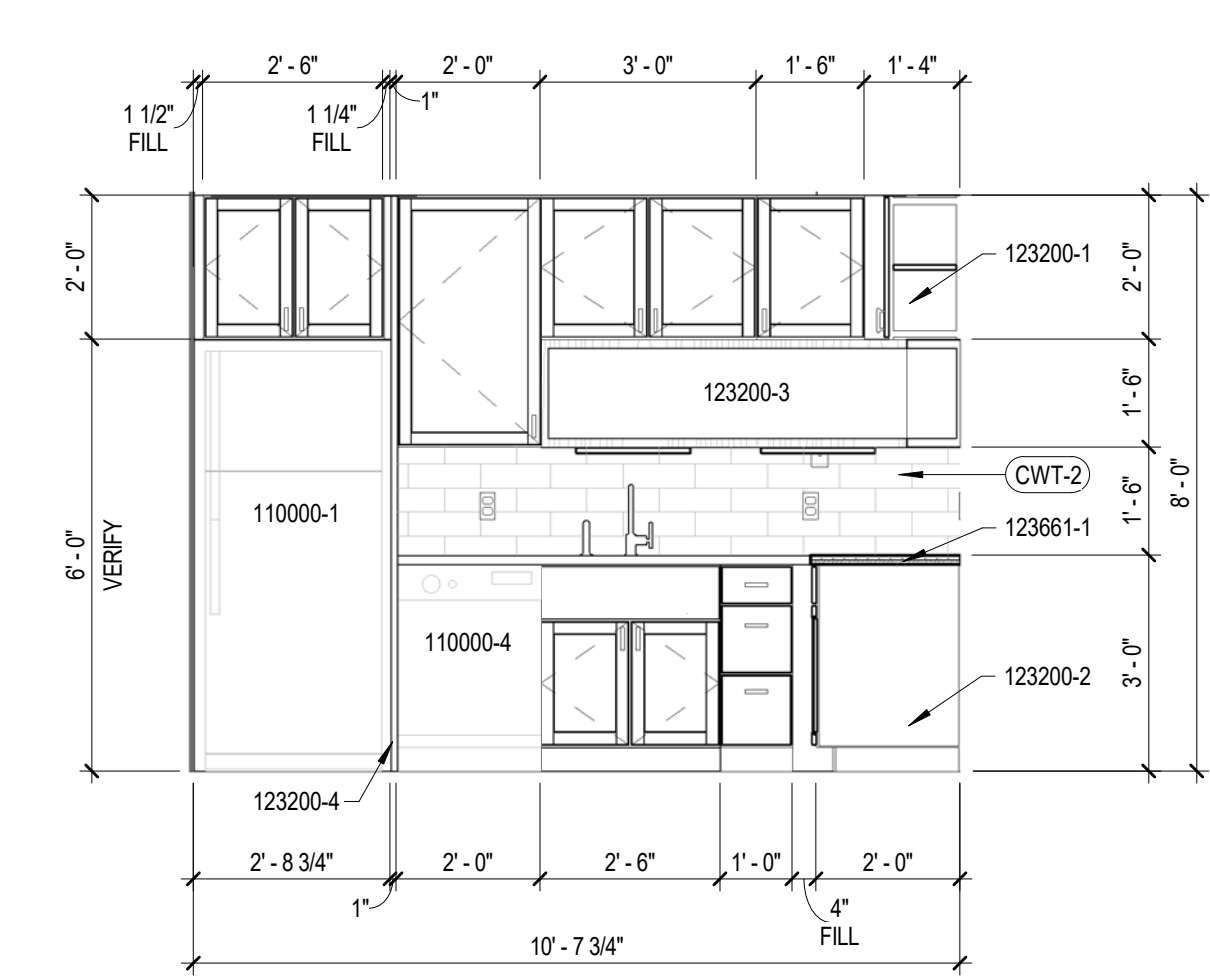 2' - 6"
2' - 0"
3' - 0"
1' - 6"
1' - 4"
1 1/2"
FILL
1 1/4"
FILL
1"
2' - 0"
6' - 0"
VERIFY
123200-1
123200-3
CWT-2
110000-1
123661-1
110000-4
123200-2
123200-4
2' - 0"
1' - 6"
1' - 6"
3' - 0"
8' - 0"
2' - 8 3/4"
1"
2' - 0"
2' - 6"
1' - 0"
4"
FILL
2' - 0"
10' - 7 3/4"